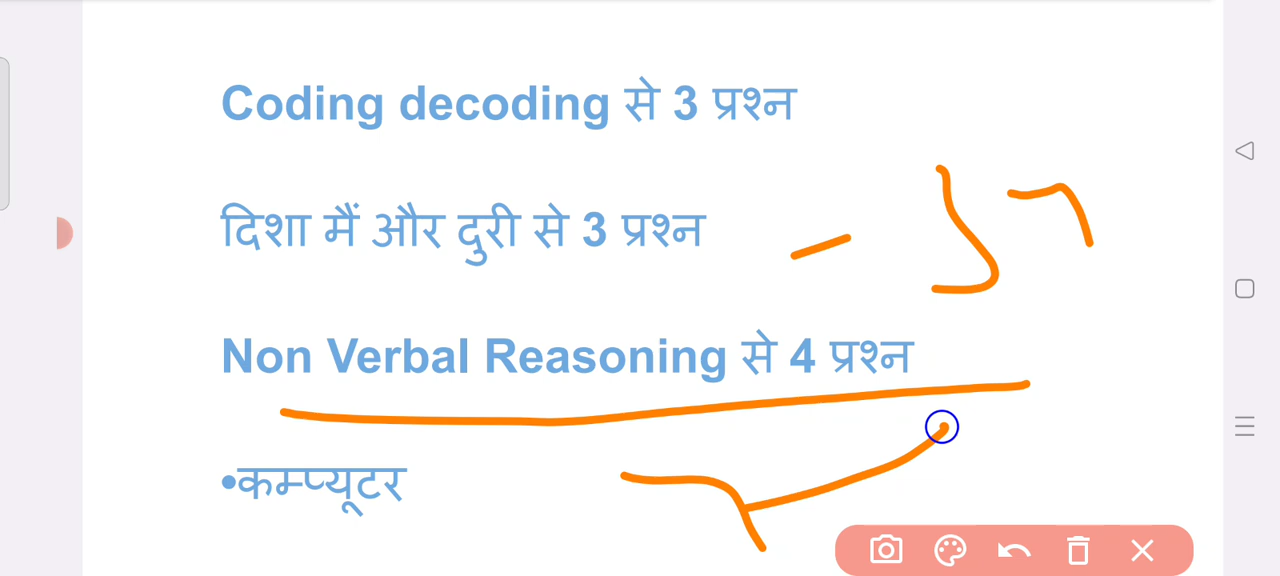 Coding decoding से 3 प्रश्न
दिशा मैं और दुरी से 3 प्रश्न
Non Verbal Reasoning से 4 प्रश्न
•कम्प्यूटर